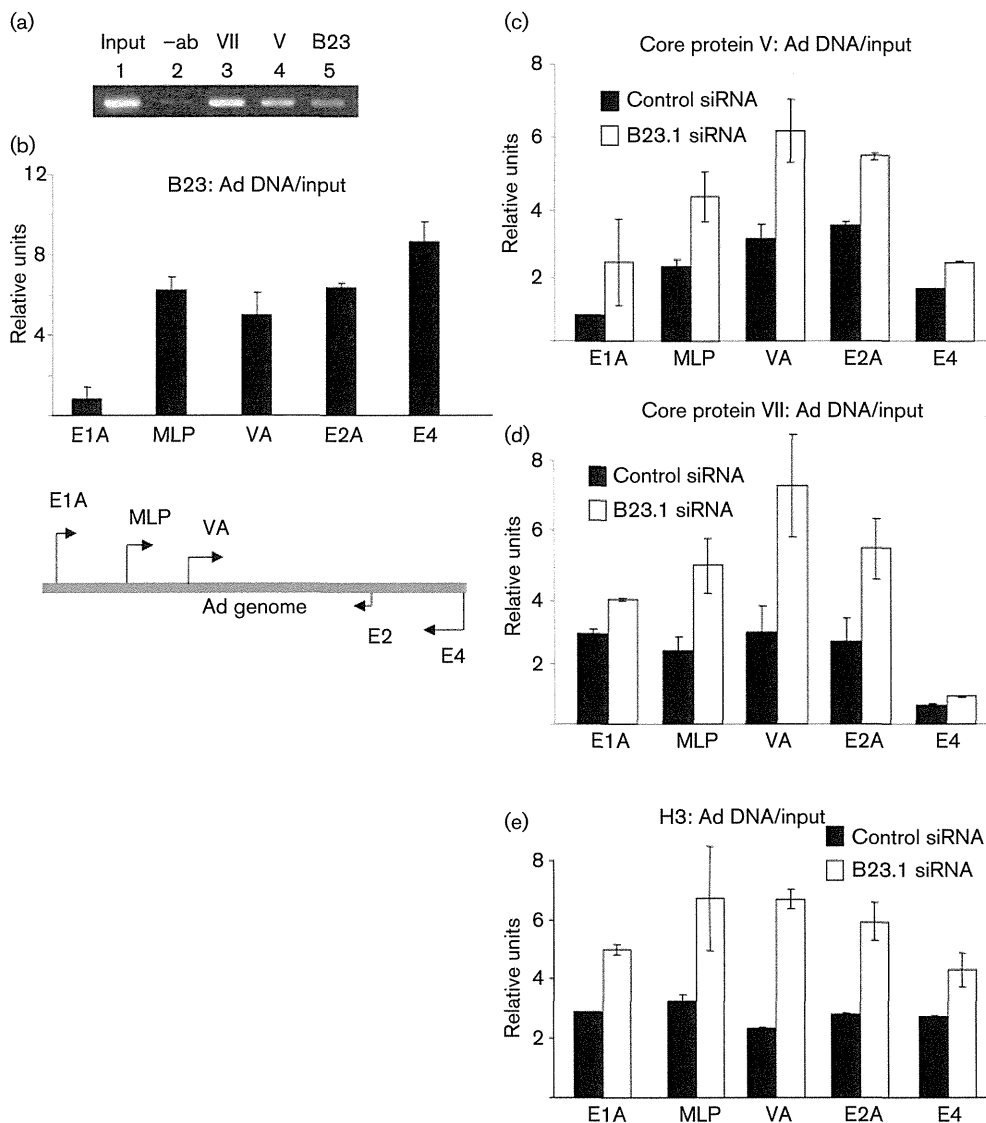 (a)
Input –ab VII V B23
1 2 3 4 5
(b)
B23: Ad DNA/input
Relative units
12
8
4
E1A MLP VA E2A E4
E1A
MLP
VA
Ad genome
E2
E4
(c)
Core protein V: Ad DNA/input
Control siRNA
B23.1 siRNA
Relative units
8
6
4
2
E1A MLP VA E2A E4
(d)
Core protein VII: Ad DNA/input
Control siRNA
B23.1 siRNA
Relative units
8
6
4
2
E1A MLP VA E2A E4
(e)
H3: Ad DNA/input
Control siRNA
B23.1 siRNA
Relative units
8
6
4
2
E1A MLP VA E2A E4